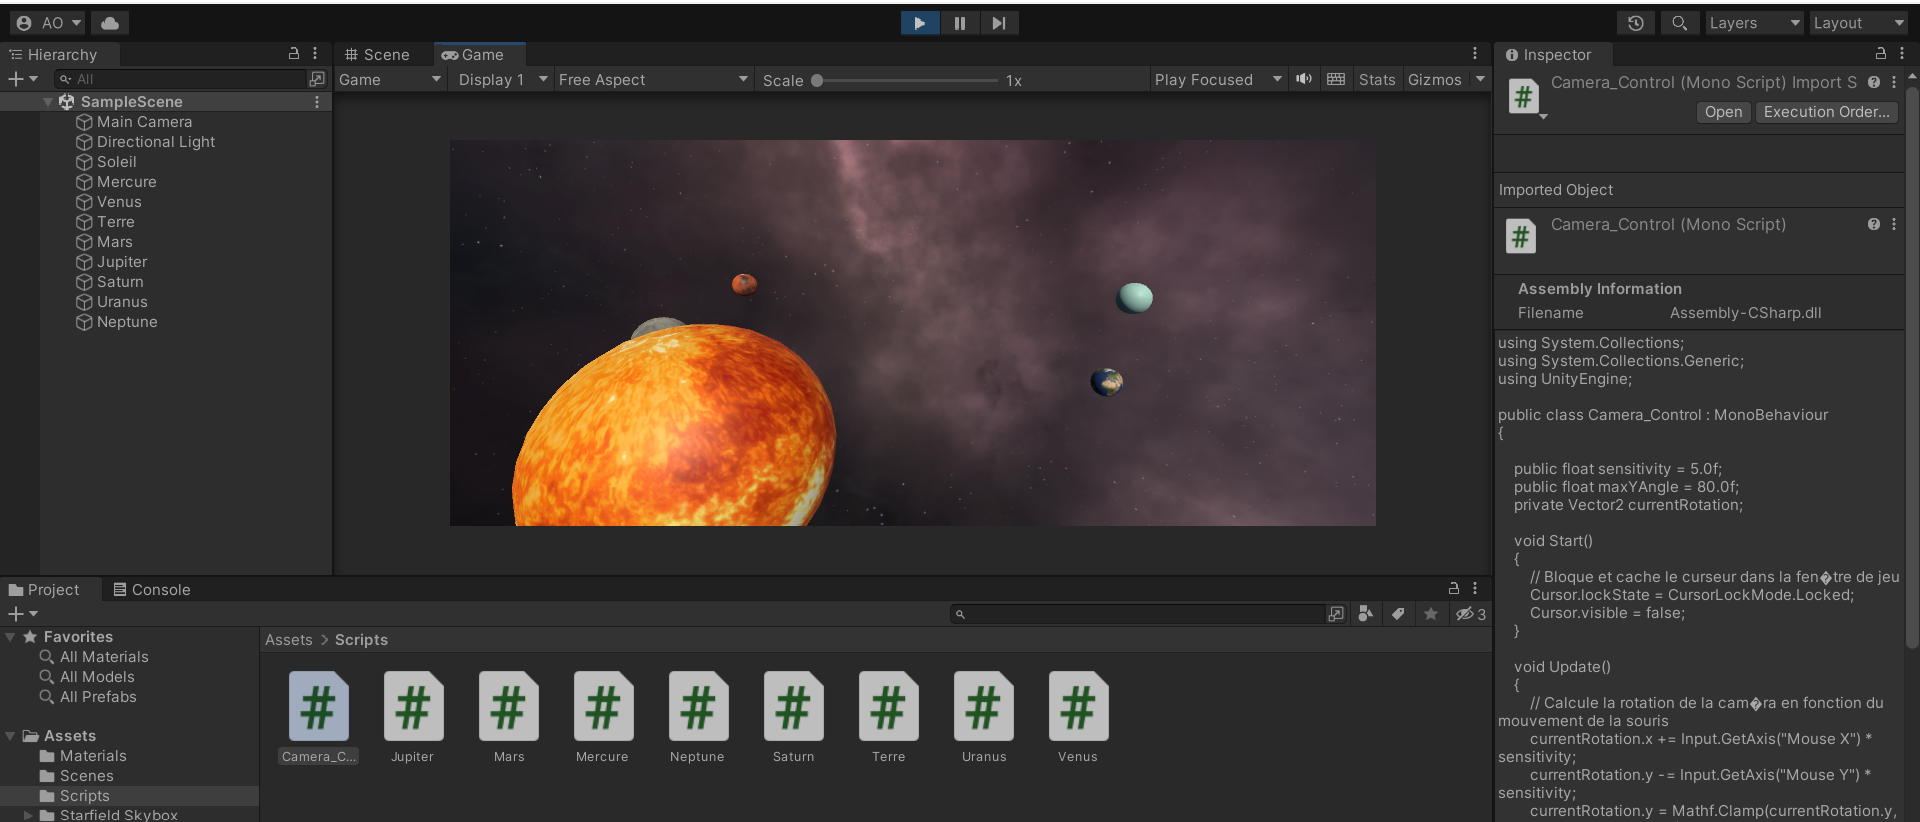 AO
Layers
Layout
Hierarchy
Scene
Game
Inspector
All
Game
Display 1
Free Aspect
Scale
1x
Play Focused
Stats
Gizmos
SampleScene
Main Camera
Directional Light
Soleil
Mercure
Venus
Terre
Mars
Jupiter
Saturn
Uranus
Neptune
Camera_Control (Mono Script) Import S
Open
Execution Order...
Imported Object
Camera_Control (Mono Script)
Assembly Information
Filename Assembly-CSharp.dll
using System.Collections;
using System.Collections.Generic;
using UnityEngine;
public class Camera_Control : MonoBehaviour
{
public float sensitivity = 5.0f;
public float maxYAngle = 80.0f;
private Vector2 currentRotation;
void Start()
{
// Bloque et cache le curseur dans la fen�tre de jeu
Cursor.lockState = CursorLockMode.Locked;
Cursor.visible = false;
}
void Update()
{
// Calcule la rotation de la cam�ra en fonction du
mouvement de la souris
currentRotation.x += Input.GetAxis("Mouse X") *
sensitivity;
currentRotation.y -= Input.GetAxis("Mouse Y") *
sensitivity;
currentRotation.y = Mathf.Clamp(currentRotation.y,
Project
Console
3
Favorites
All Materials
All Models
All Prefabs
Assets
Materials
Scenes
Scripts
Starfield Skybox
Assets > Scripts
Camera_C...
Jupiter
Mars
Mercure
Neptune
Saturn
Terre
Uranus
Venus